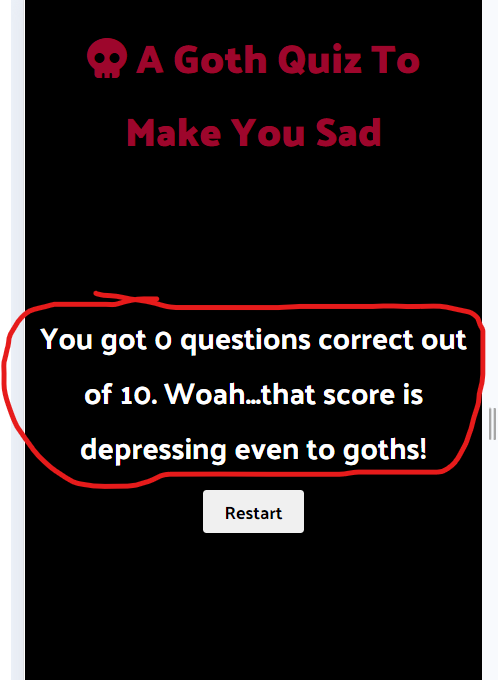 A Goth Quiz To
Make You Sad
You got 0 questions correct out
of 10. Woah...that score is
depressing even to goths!
Restart